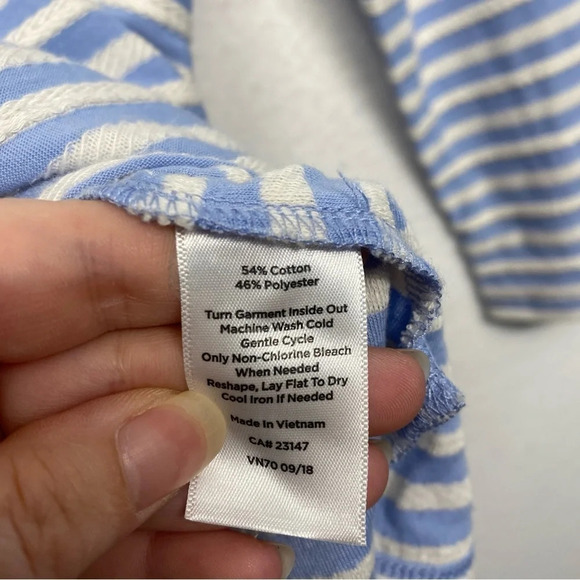 54% Cotton
46% Polyester
Turn Garment Inside Out
Machine Wash Cold
Gentle Cycle
Only Non-Chlorine Bleach
When Needed
Reshape, Lay Flat To Dry
Cool Iron If Needed
Made In Vietnam
CA# 23147
VN70 09/18